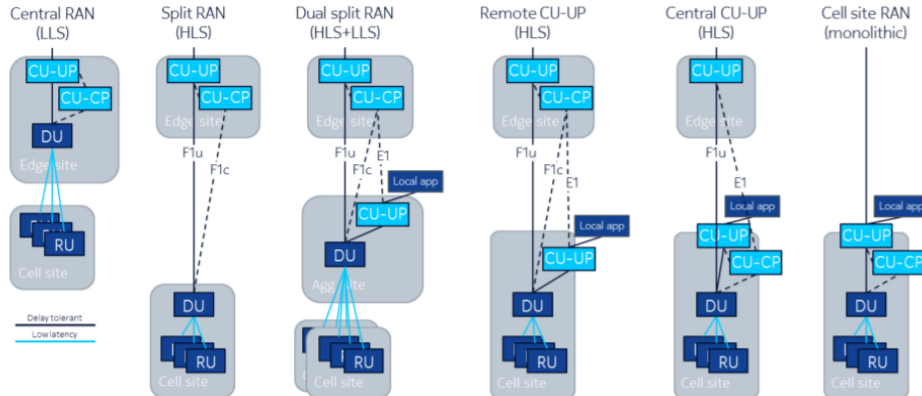 Central RAN
(LLS)
CU-UP
CU-CP
DU
Edge site
RU
Cell site
Delay tolerant
Low latency
Split RAN
(HLS)
CU-UP
CU-CP
Edge site
F1u
F1c
DU
RU
Cell site
Dual split RAN
(HLS+LLS)
CU-UP
CU-CP
Edge site
F1u
F1c
E1
Local app
CU-UP
DU
RU
Cell site
Remote CU-UP
(HLS)
CU-UP
CU-CP
Edge site
F1u
F1c
E1
Local app
CU-UP
DU
RU
Cell site
Central CU-UP
(HLS)
CU-UP
Edge site
F1u
E1
Local app
CU-UP
CU-CP
DU
RU
Cell site
Cell site RAN
(monolithic)
Local app
CU-UP
CU-CP
DU
RU
Cell site